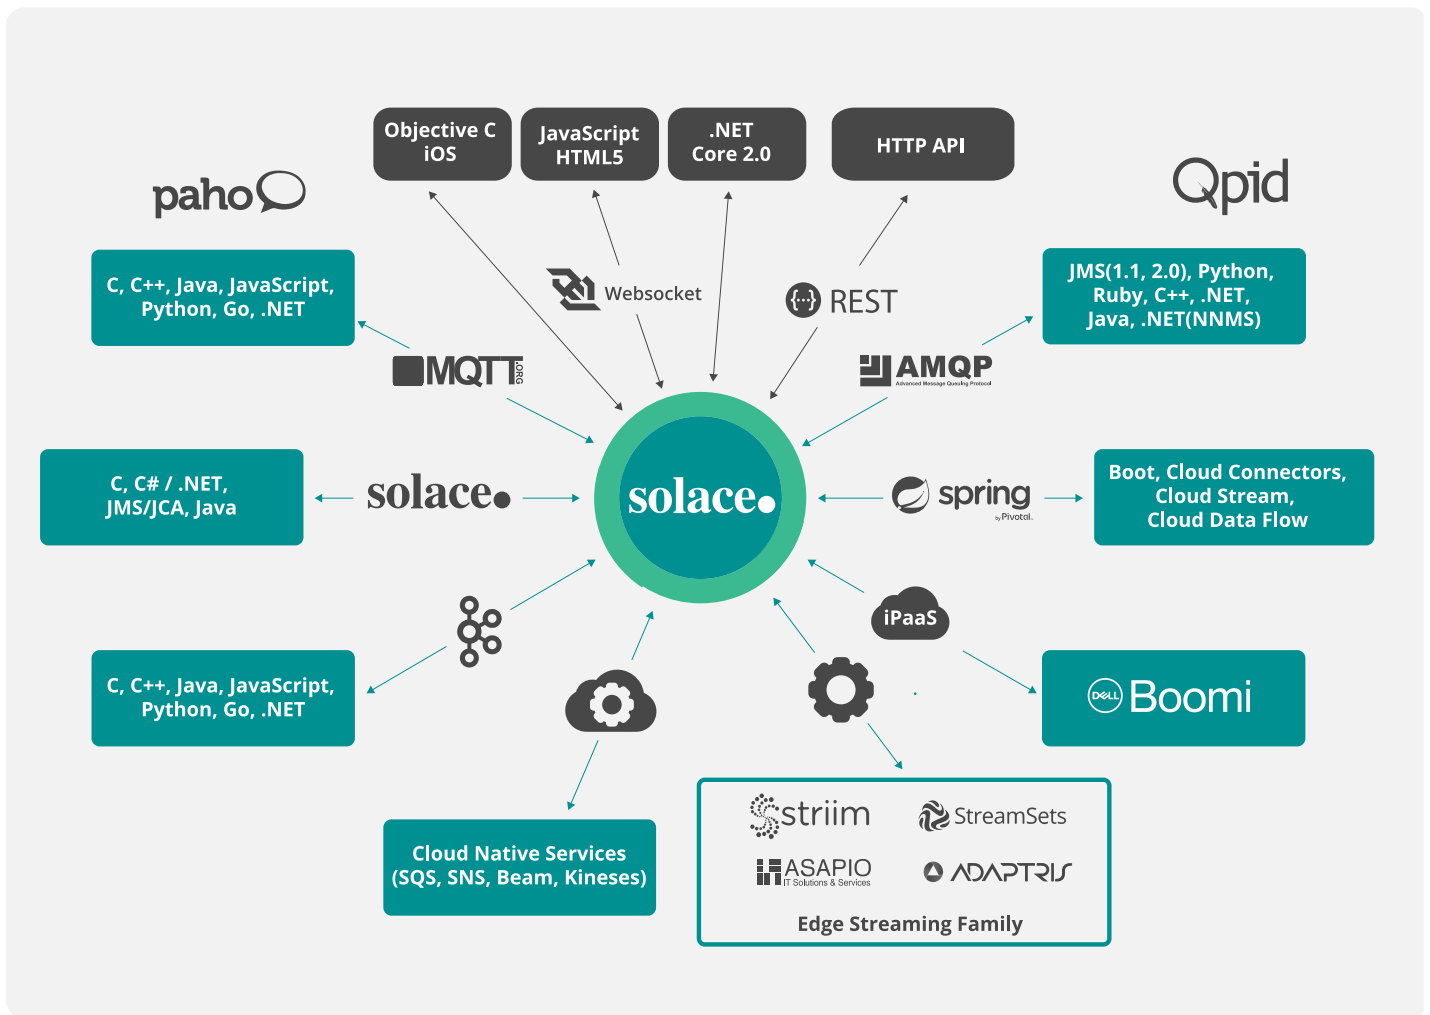 Objective C
iOS
JavaScript
HTML5
.NET
Core 2.0
HTTP API
paho
Qpid
C, C++, Java, JavaScript,
Python, Go, .NET
JMS(1.1, 2.0), Python,
Ruby, C++, .NET,
Java, .NET(NNMS)
Websocket
{···} REST
MQTT.ORG
AMQP
Advanced Message Queuing Protocol
C, C# / .NET,
JMS/JCA, Java
solace.
solace.
spring
by Pivotal™
Boot, Cloud Connectors,
Cloud Stream,
Cloud Data Flow
iPaaS
C, C++, Java, JavaScript,
Python, Go, .NET
DELL Boomi
Cloud Native Services
(SQS, SNS, Beam, Kineses)
striim
StreamSets
ASAPIO
IT Solutions & Services
ADAPTRIS
Edge Streaming Family